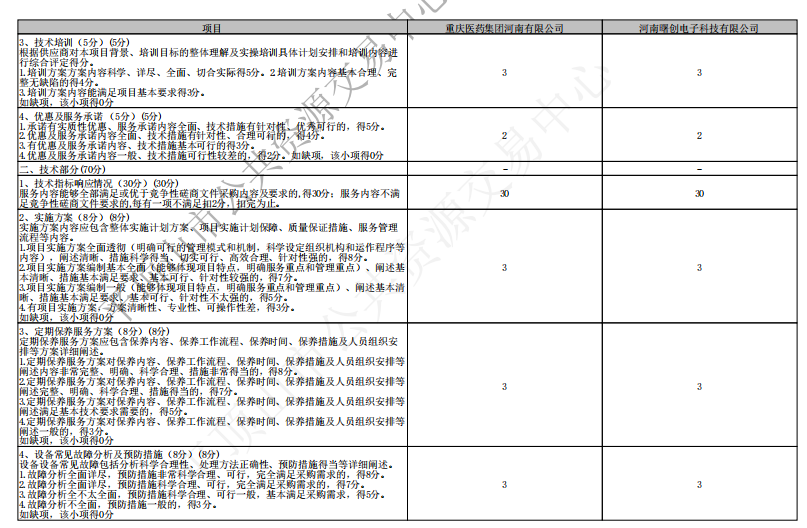 项目 重庆医药集团河南有限公司 河南曙创电子科技有限公司
3、技术培训（5分）(5分)
根据供应商对本项目背景、培训目标的整体理解及实操培训具体计划安排和培训内容进
行综合评定得分。
1.培训方案方案内容科学、详尽、全面、切合实际得5分。2培训方案内容基本合理、完
整无缺陷的得4分。
3.培训方案内容能满足项目基本要求得3分。
如缺项，该小项得0分
3 3
4、优惠及服务承诺 （5分）(5分)
1.承诺有实质性优惠、服务承诺内容全面、技术措施有针对性、优秀可行的，得5分。
2.优惠及服务承诺内容全面、技术措施有针对性、合理可行的，得4分。
3.有优惠及服务承诺内容、技术措施基本可行的得3分。
4.优惠及服务承诺内容一般、技术措施可行性较差的，得2分。如缺项，该小项得0分
2 2
二、技术部分(70分) - -
1、技术指标响应情况（30分）(30分)
服务内容能够全部满足或优于竞争性磋商文件采购内容及要求的,得30分；服务内容不满
足竞争性磋商文件要求的,每有一项不满足扣2分，扣完为止。
30 30
2、实施方案（8分）(8分)
实施方案内容应包含整体实施计划方案、项目实施计划保障、质量保证措施、服务管理
流程等内容。
1.项目实施方案全面透彻（明确可行的管理模式和机制，科学设定组织机构和运作程序等
内容），阐述清晰、措施科学得当、切实可行、高效合理、针对性强的，得8分。
2.项目实施方案编制基本全面（能够体现项目特点，明确服务重点和管理重点）、阐述基
本清晰、措施基本满足要求、基本可行、针对性较强的，得7分。
3.项目实施方案编制一般（能够体现项目特点，明确服务重点和管理重点）、阐述基本清
晰、措施基本满足要求、基本可行、针对性不太强的，得5分。
4.有项目实施方案，方案清晰性、专业性、可操作性差，得3分。
如缺项，该小项得0分
3 3
3、定期保养服务方案（8分）(8分)
定期保养服务方案应包含保养内容、保养工作流程、保养时间、保养措施及人员组织安
排等方案详细阐述。
1.定期保养服务方案对保养内容、保养工作流程、保养时间、保养措施及人员组织安排等
阐述内容非常完整、明确、科学合理、措施非常得当的，得8分。
2.定期保养服务方案对保养内容、保养工作流程、保养时间、保养措施及人员组织安排等
阐述完整、明确、科学合理、措施得当的，得7分。
3.定期保养服务方案对保养内容、保养工作流程、保养时间、保养措施及人员组织安排等
阐述满足基本技术要求需要的，得5分。
4.定期保养服务方案对保养内容、保养工作流程、保养时间、保养措施及人员组织安排等
阐述一般的，得3分。
如缺项，该小项得0分
3 3
4、设备常见故障分析及预防措施（8分）(8分)
设备设备常见故障包括分析科学合理性、处理方法正确性、预防措施得当等详细阐述。
1.故障分析全面详尽，预防措施非常科学合理、可行，完全满足采购需求的，得8分。
2.故障分析全面详尽，预防措施科学合理、可行，完全满足采购需求的，得7分。
3.故障分析全不太全面，预防措施科学合理、可行一般，基本满足采购需求，得5分。
4.故障分析不全面，预防措施一般的，得3分。
如缺项，该小项得0分
3 3